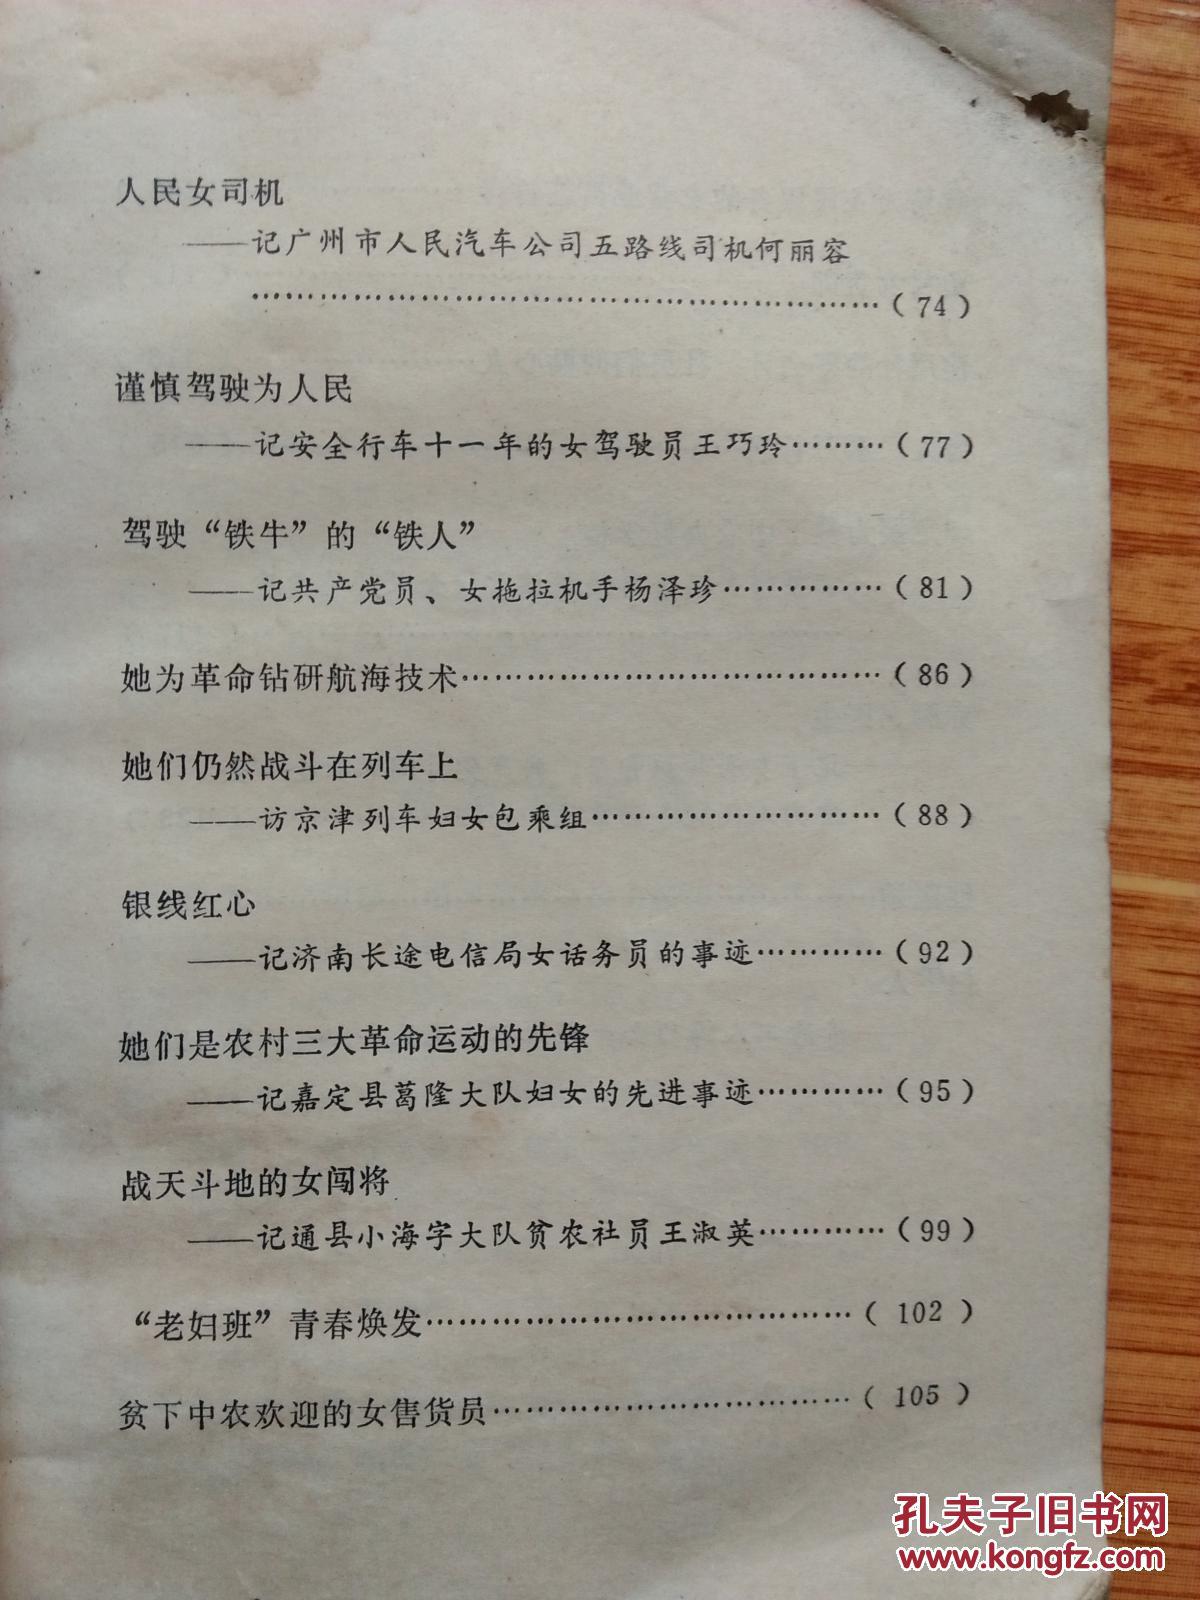 人民女司机
——记广州市人民汽车公司五路线司机何丽容
…………………………………………………(74)
谨慎驾驶为人民
——记安全行车十一年的女驾驶员王巧玲………(77)
驾驶“铁牛”的“铁人”
——记共产党员、女拖拉机手杨泽珍……………(81)
她为革命钻研航海技术…………………………………(86)
她们仍然战斗在列车上
——访京津列车妇女包乘组………………………(88)
银线红心
——记济南长途电信局女话务员的事迹…………(92)
她们是农村三大革命运动的先锋
——记嘉定县葛隆大队妇女的先进事迹…………(95)
战天斗地的女闯将
——记通县小海字大队贫农社员王淑英…………(99)
“老妇班”青春焕发…………………………………(102)
贫下中农欢迎的女售货员……………………………(105)
孔夫子旧书网
www.kongfz.com